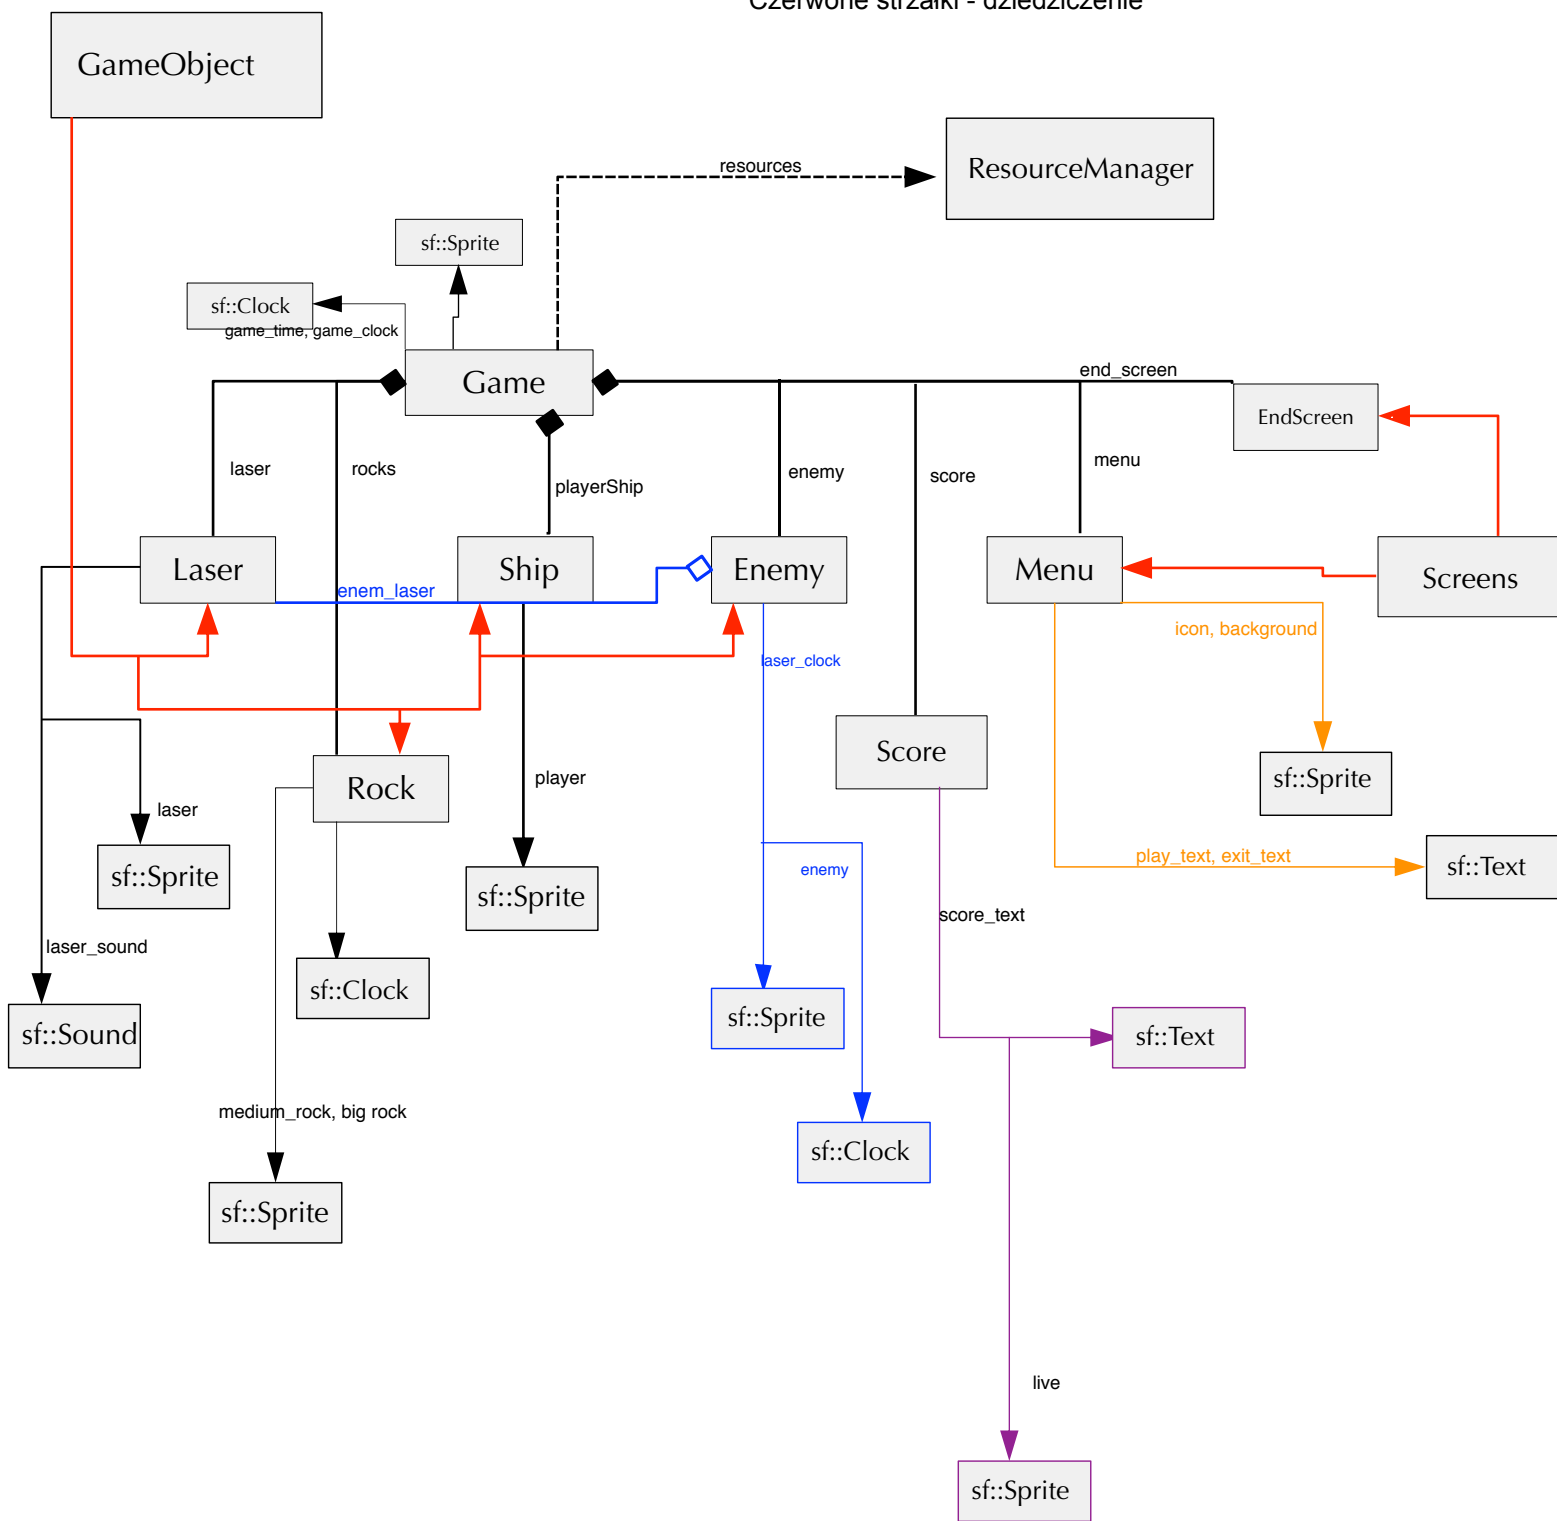 Czerwone strzałki - dziedziczenie
GameObject
resources
ResourceManager
sf::Sprite
sf::Clock
game_time, game_clock
Game
end_screen
EndScreen
laser
rocks
playerShip
enemy
score
menu
Laser
Ship
Enemy
Menu
Screens
enem_laser
icon, background
laser_clock
Score
sf::Sprite
Rock
player
laser
play_text, exit_text
sf::Text
sf::Sprite
sf::Sprite
enemy
score_text
laser_sound
sf::Clock
sf::Sound
sf::Sprite
sf::Text
medium_rock, big rock
sf::Clock
sf::Sprite
live
sf::Sprite